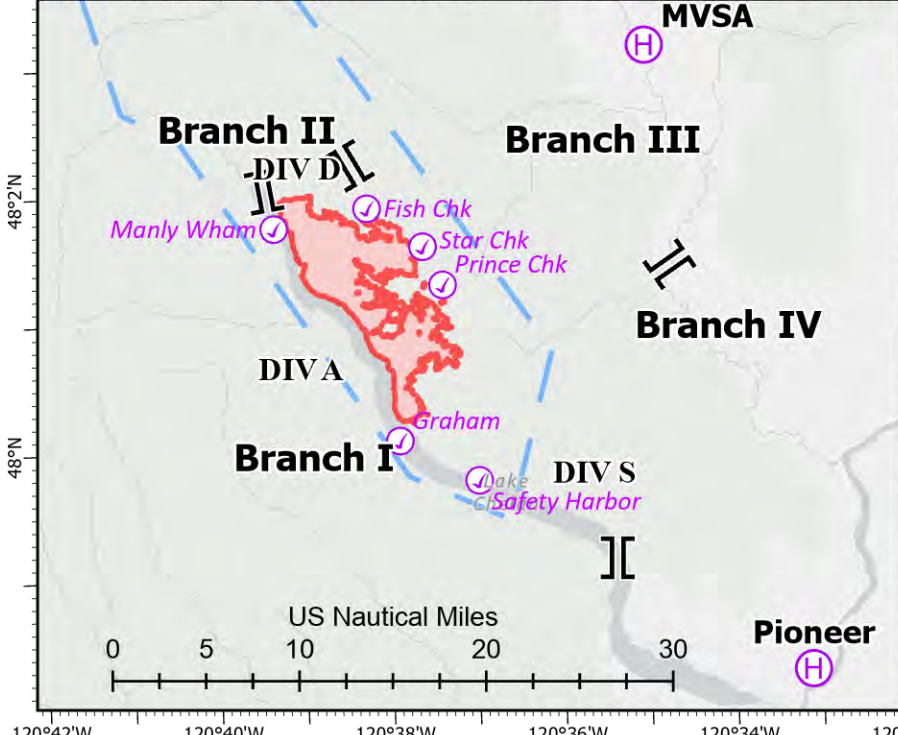 MVSA
H
Branch II
Branch III
DIV D
48°2'N
Fish Chk
Manly Wham
Star Chk
Prince Chk
Branch IV
DIV A
Graham
Branch I
48°N
DIV S
Lake
Safety Harbor
US Nautical Miles
0 5 10 20 30
Pioneer
H
120°42'W 120°40'W 120°38'W 120°36'W 120°34'W